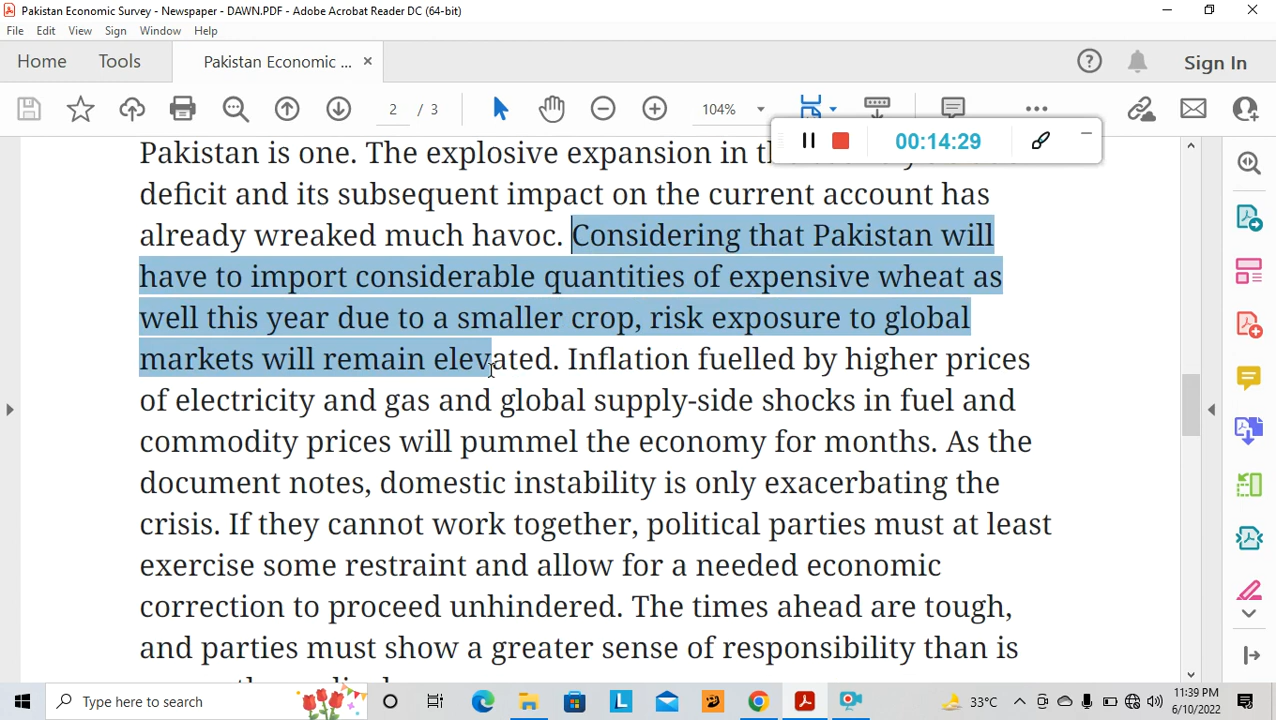 Pakistan Economic Survey - Newspaper - DAWN.PDF - Adobe Acrobat Reader DC (64-bit)
File Edit View Sign Window Help
Home Tools Pakistan Economic ... × Sign In
2 / 3 104%
00:14:29
Pakistan is one. The explosive expansion in
deficit and its subsequent impact on the current account has
already wreaked much havoc. Considering that Pakistan will
have to import considerable quantities of expensive wheat as
well this year due to a smaller crop, risk exposure to global
markets will remain elevated. Inflation fuelled by higher prices
of electricity and gas and global supply-side shocks in fuel and
commodity prices will pummel the economy for months. As the
document notes, domestic instability is only exacerbating the
crisis. If they cannot work together, political parties must at least
exercise some restraint and allow for a needed economic
correction to proceed unhindered. The times ahead are tough,
and parties must show a greater sense of responsibility than is
Type here to search
33°C
11:39 PM
6/10/2022